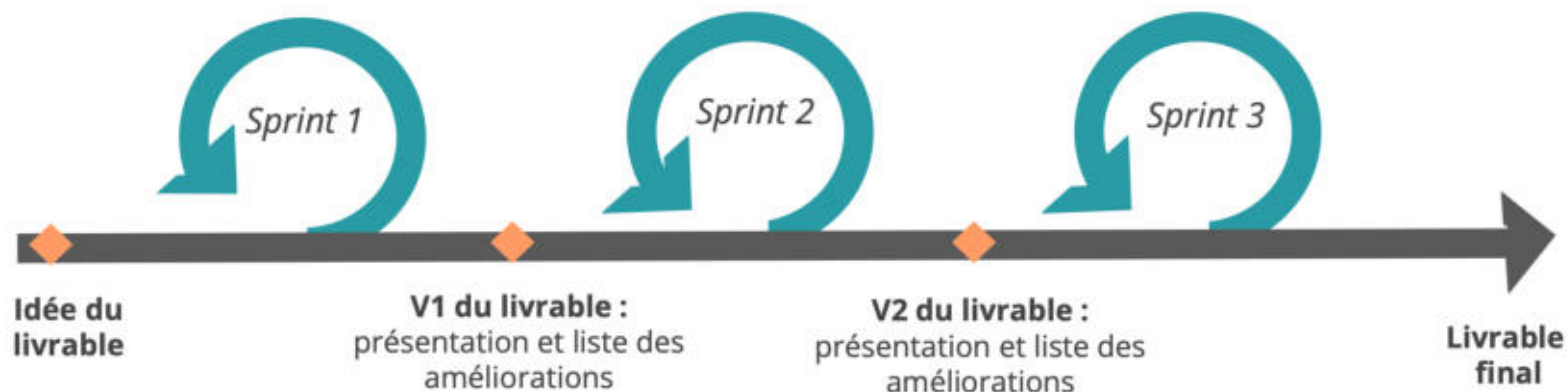 Sprint 1
Sprint 2
Sprint 3
Idée du
livrable
V1 du livrable :
présentation et liste des
améliorations
V2 du livrable :
présentation et liste des
améliorations
Livrable
final